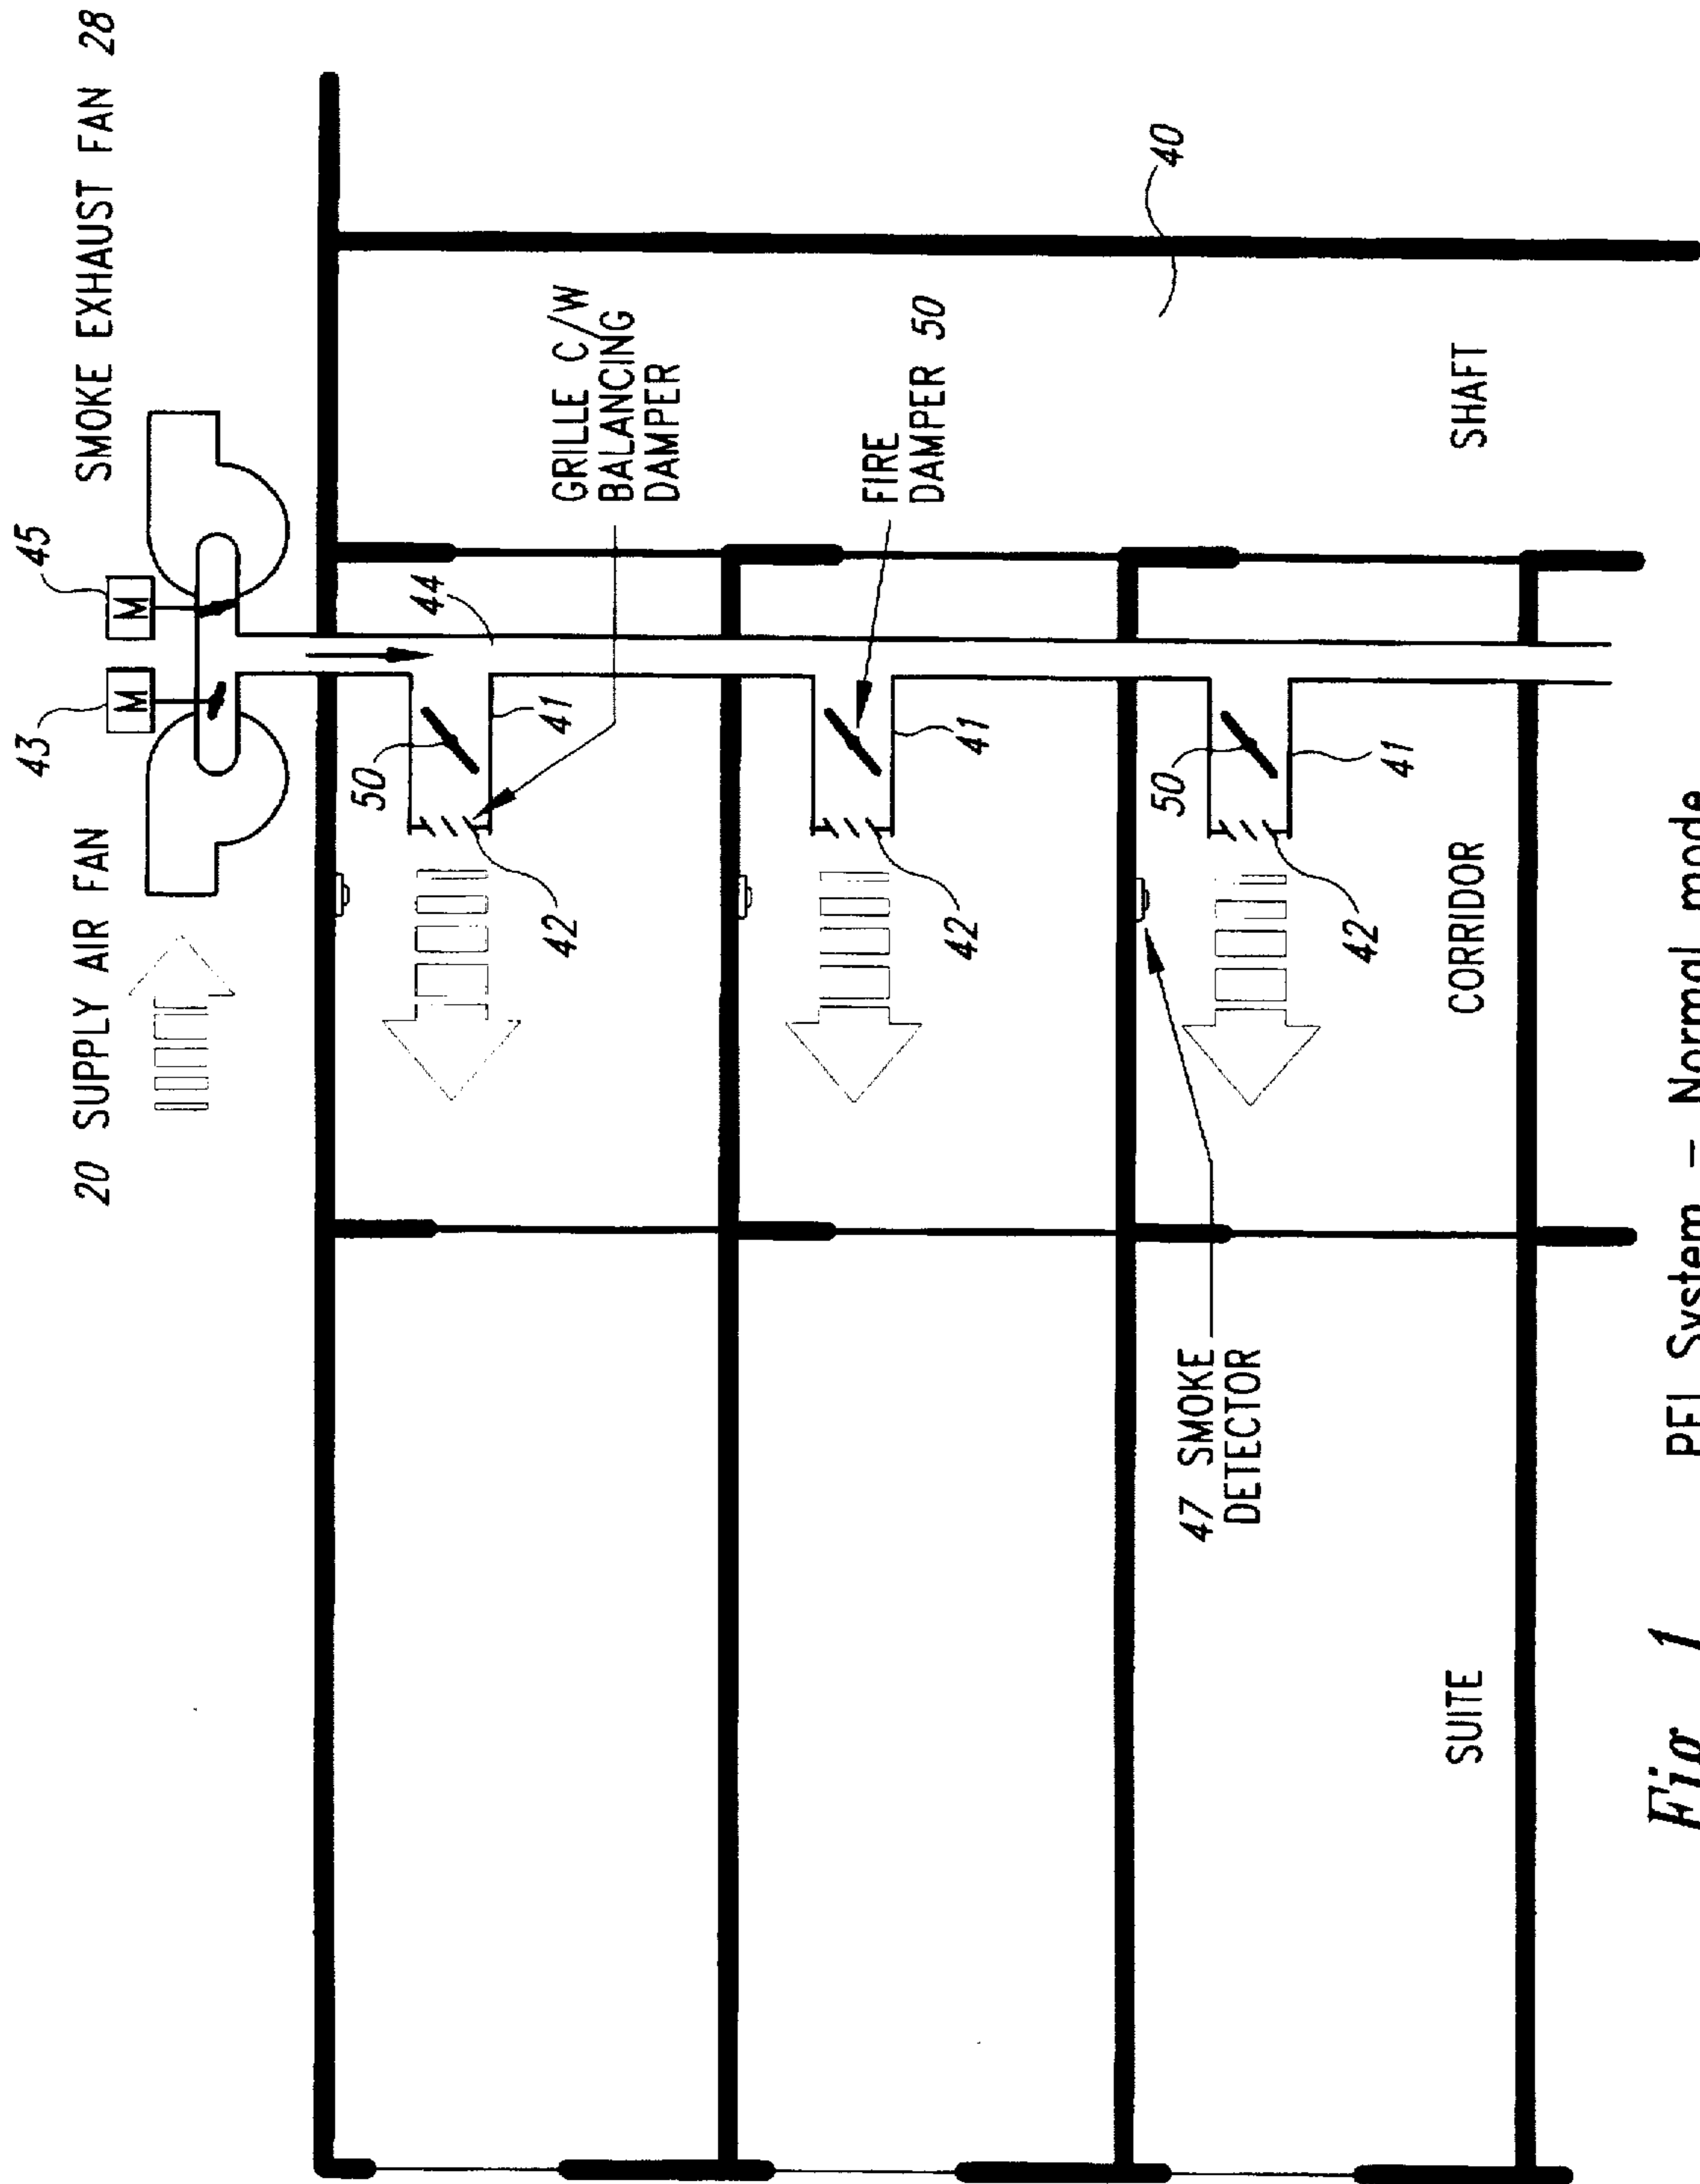 20 SUPPLY AIR FAN
43
45
SMOKE EXHAUST FAN 28
50
44
41
42
GRILLE C/W
BALANCING
DAMPER
FIRE
DAMPER 50
41
42
40
47 SMOKE
DETECTOR
50
41
42
SUITE
CORRIDOR
SHAFT
M
M
Fig. 1
PFI System – Normal mode